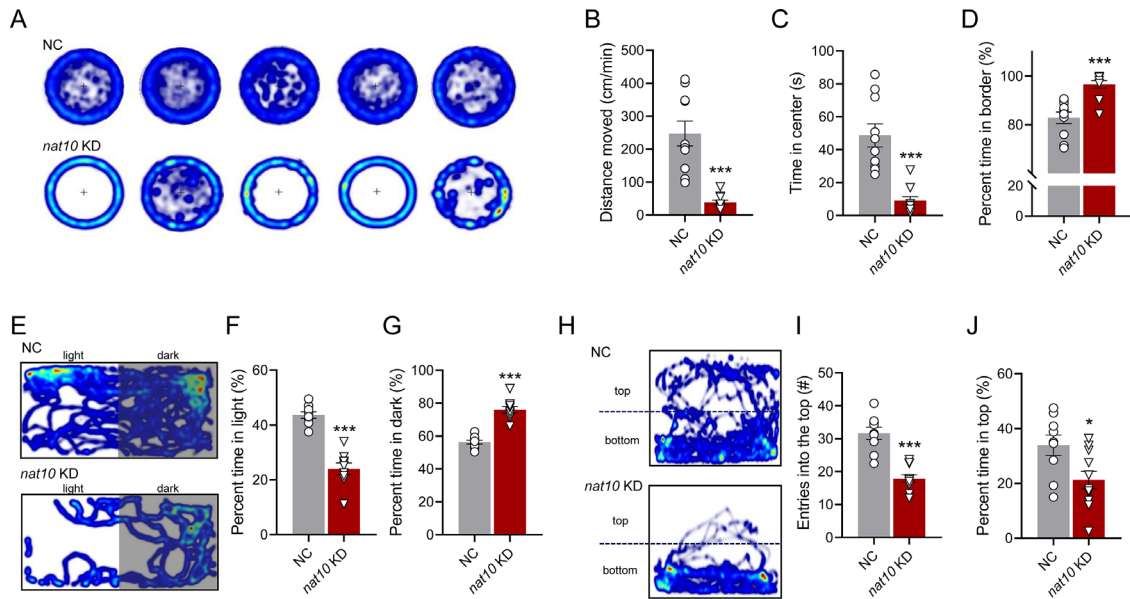 A
NC
nat10 KD
B
Distance moved (cm/min)
500
400
300
200
100
0
***
NC
nat10 KD
C
Time in center (s)
100
80
60
40
20
0
***
NC
nat10 KD
D
Percent time in border (%)
100
80
20
0
***
NC
nat10 KD
E
NC
light dark
nat10 KD
light dark
F
Percent time in light (%)
60
40
20
0
***
NC
nat10 KD
G
Percent time in dark (%)
100
80
60
40
20
0
***
NC
nat10 KD
H
NC
top
bottom
nat10 KD
top
bottom
I
Entries into the top (#)
50
40
30
20
10
0
***
NC
nat10 KD
J
Percent time in top (%)
60
40
20
0
*
NC
nat10 KD